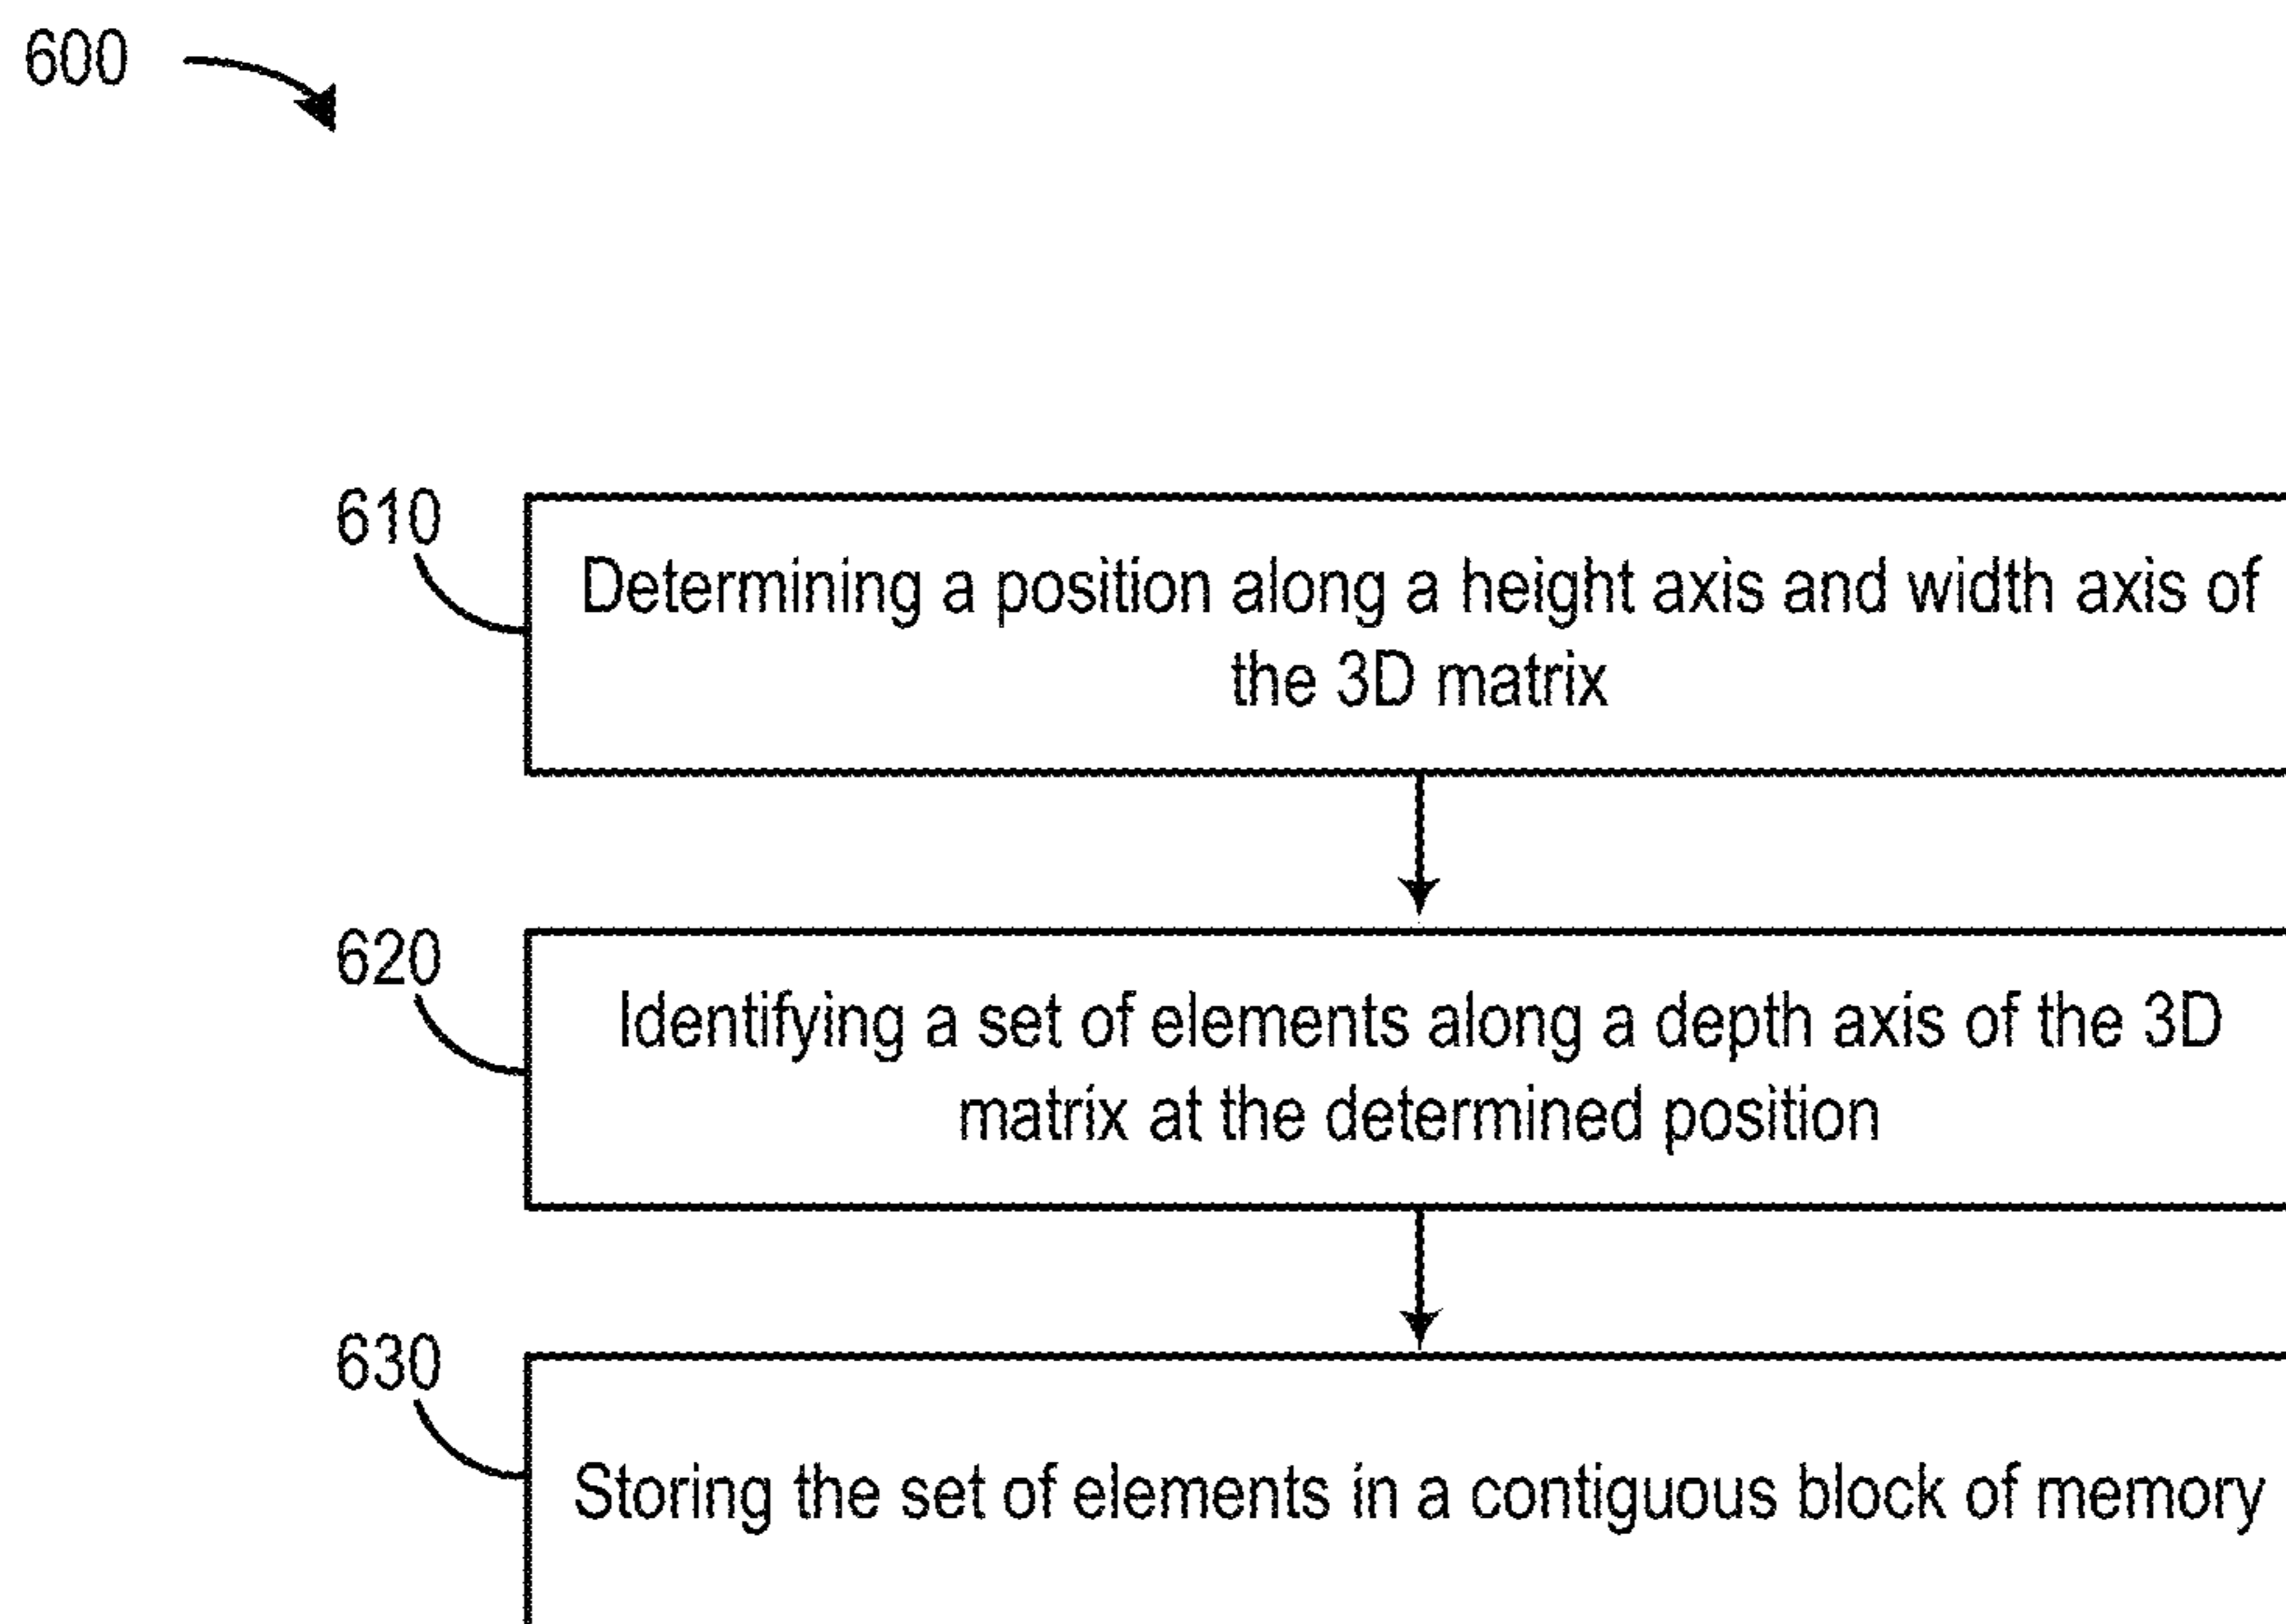 600
610
Determining a position along a height axis and width axis of
the 3D matrix
620
Identifying a set of elements along a depth axis of the 3D
matrix at the determined position
630
Storing the set of elements in a contiguous block of memory